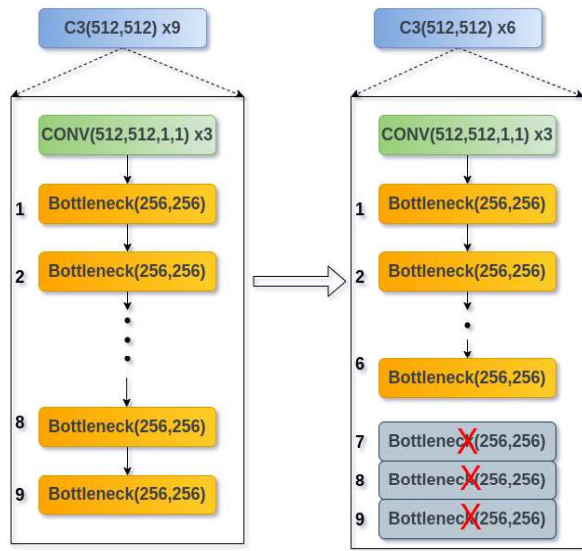 C3(512,512) x9
CONV(512,512,1,1) x3
1 Bottleneck(256,256)
2 Bottleneck(256,256)
8 Bottleneck(256,256)
9 Bottleneck(256,256)
C3(512,512) x6
CONV(512,512,1,1) x3
1 Bottleneck(256,256)
2 Bottleneck(256,256)
6 Bottleneck(256,256)
7 Bottleneck(256,256)
8 Bottleneck(256,256)
9 Bottleneck(256,256)